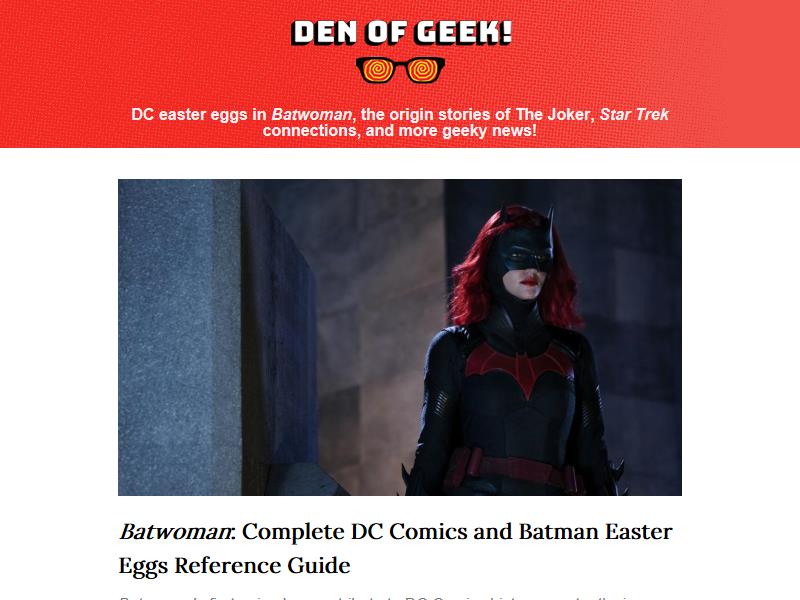 DEN OF GEEK!
DC easter eggs in Batwoman, the origin stories of The Joker, Star Trek
connections, and more geeky news!
Batwoman: Complete DC Comics and Batman Easter
Eggs Reference Guide